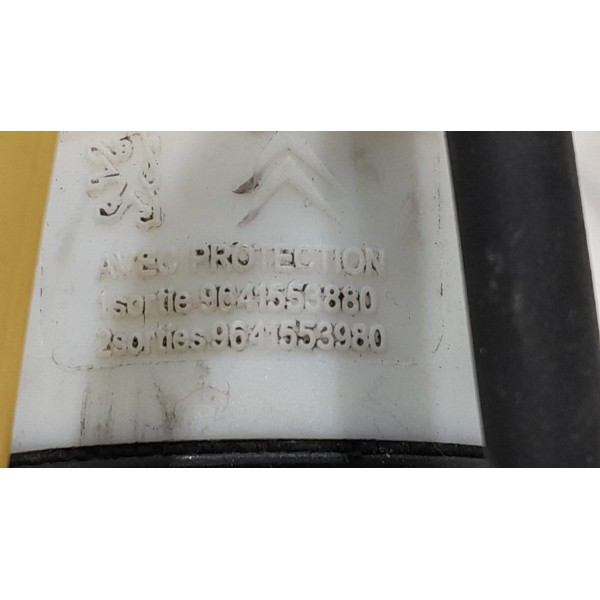 AVEC PROTECTION
1sortie.9641553880
2sorties.9641553980